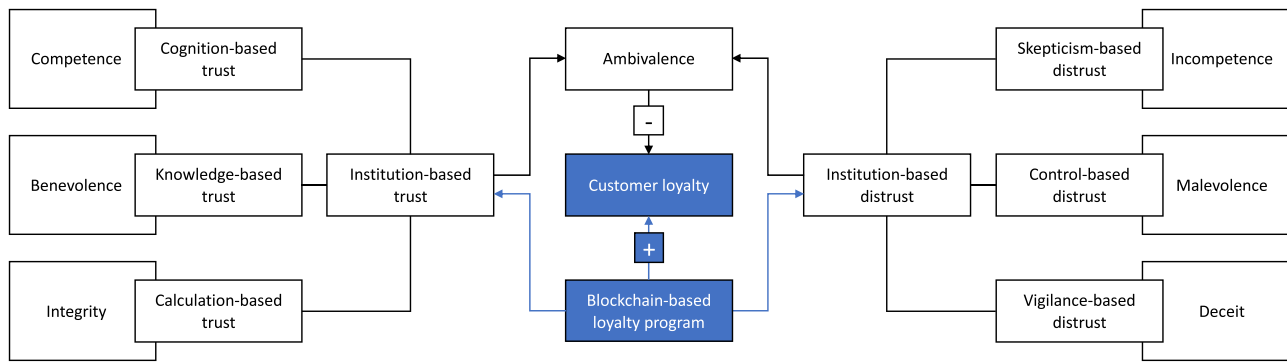 Competence
Cognition-based
trust
Ambivalence
Skepticism-based
distrust
Incompetence
-
Benevolence
Knowledge-based
trust
Institution-based
trust
Customer loyalty
Institution-based
distrust
Control-based
distrust
Malevolence
+
Integrity
Calculation-based
trust
Blockchain-based
loyalty program
Vigilance-based
distrust
Deceit